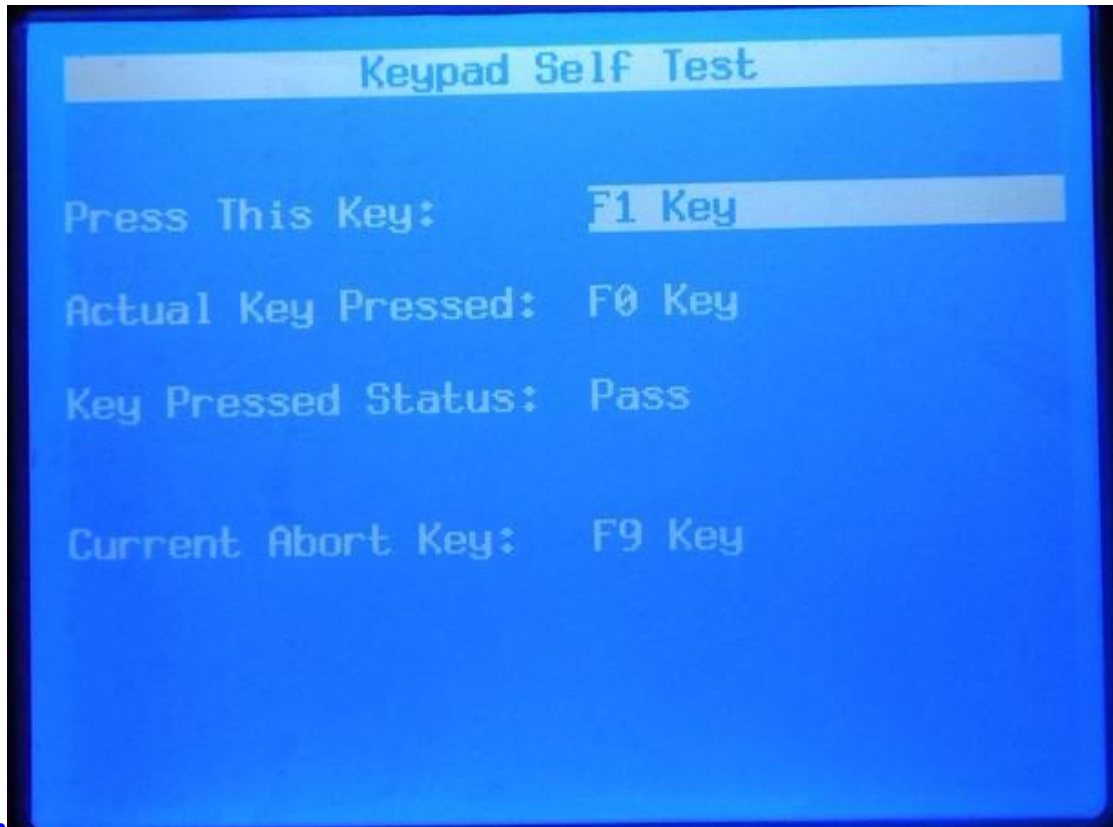 Keypad Self Test
Press This Key: F1 Key
Actual Key Pressed: F0 Key
Key Pressed Status: Pass
Current Abort Key: F9 Key